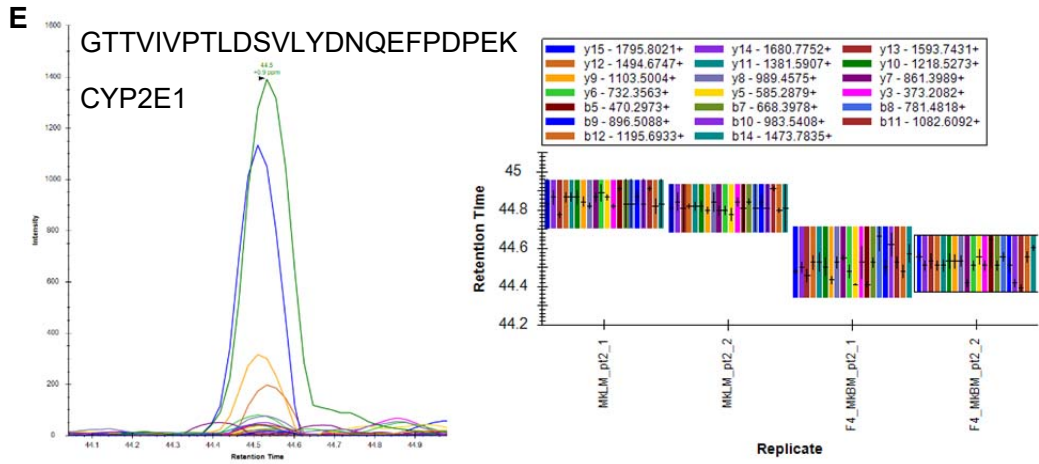 E
GTTVIVPTLDSVLYDNQEFPDPEK
CYP2E1
44.5
+0.9 ppm
Intensity
1600
1400
1200
1000
800
600
400
200
0
44.1 44.2 44.3 44.4 44.5 44.6 44.7 44.8 44.9
Retention Time
y15 - 1795.8021+ y14 - 1680.7752+ y13 - 1593.7431+
y12 - 1494.6747+ y11 - 1381.5907+ y10 - 1218.5273+
y9 - 1103.5004+ y8 - 989.4575+ y7 - 861.3989+
y6 - 732.3563+ y5 - 585.2879+ y3 - 373.2082+
b5 - 470.2973+ b7 - 668.3978+ b8 - 781.4818+
b9 - 896.5088+ b10 - 983.5408+ b11 - 1082.6092+
b12 - 1195.6933+ b14 - 1473.7835+
Retention Time
45
44.8
44.6
44.4
44.2
MkLM_pt2_1
MkLM_pt2_2
F4_MkBM_pt2_1
F4_MkBM_pt2_2
Replicate